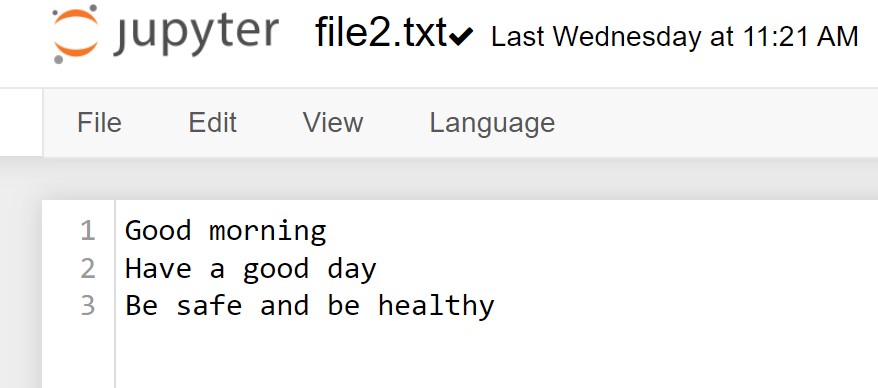 jupyter file2.txt Last Wednesday at 11:21 AM
File Edit View Language
1 Good morning
2 Have a good day
3 Be safe and be healthy